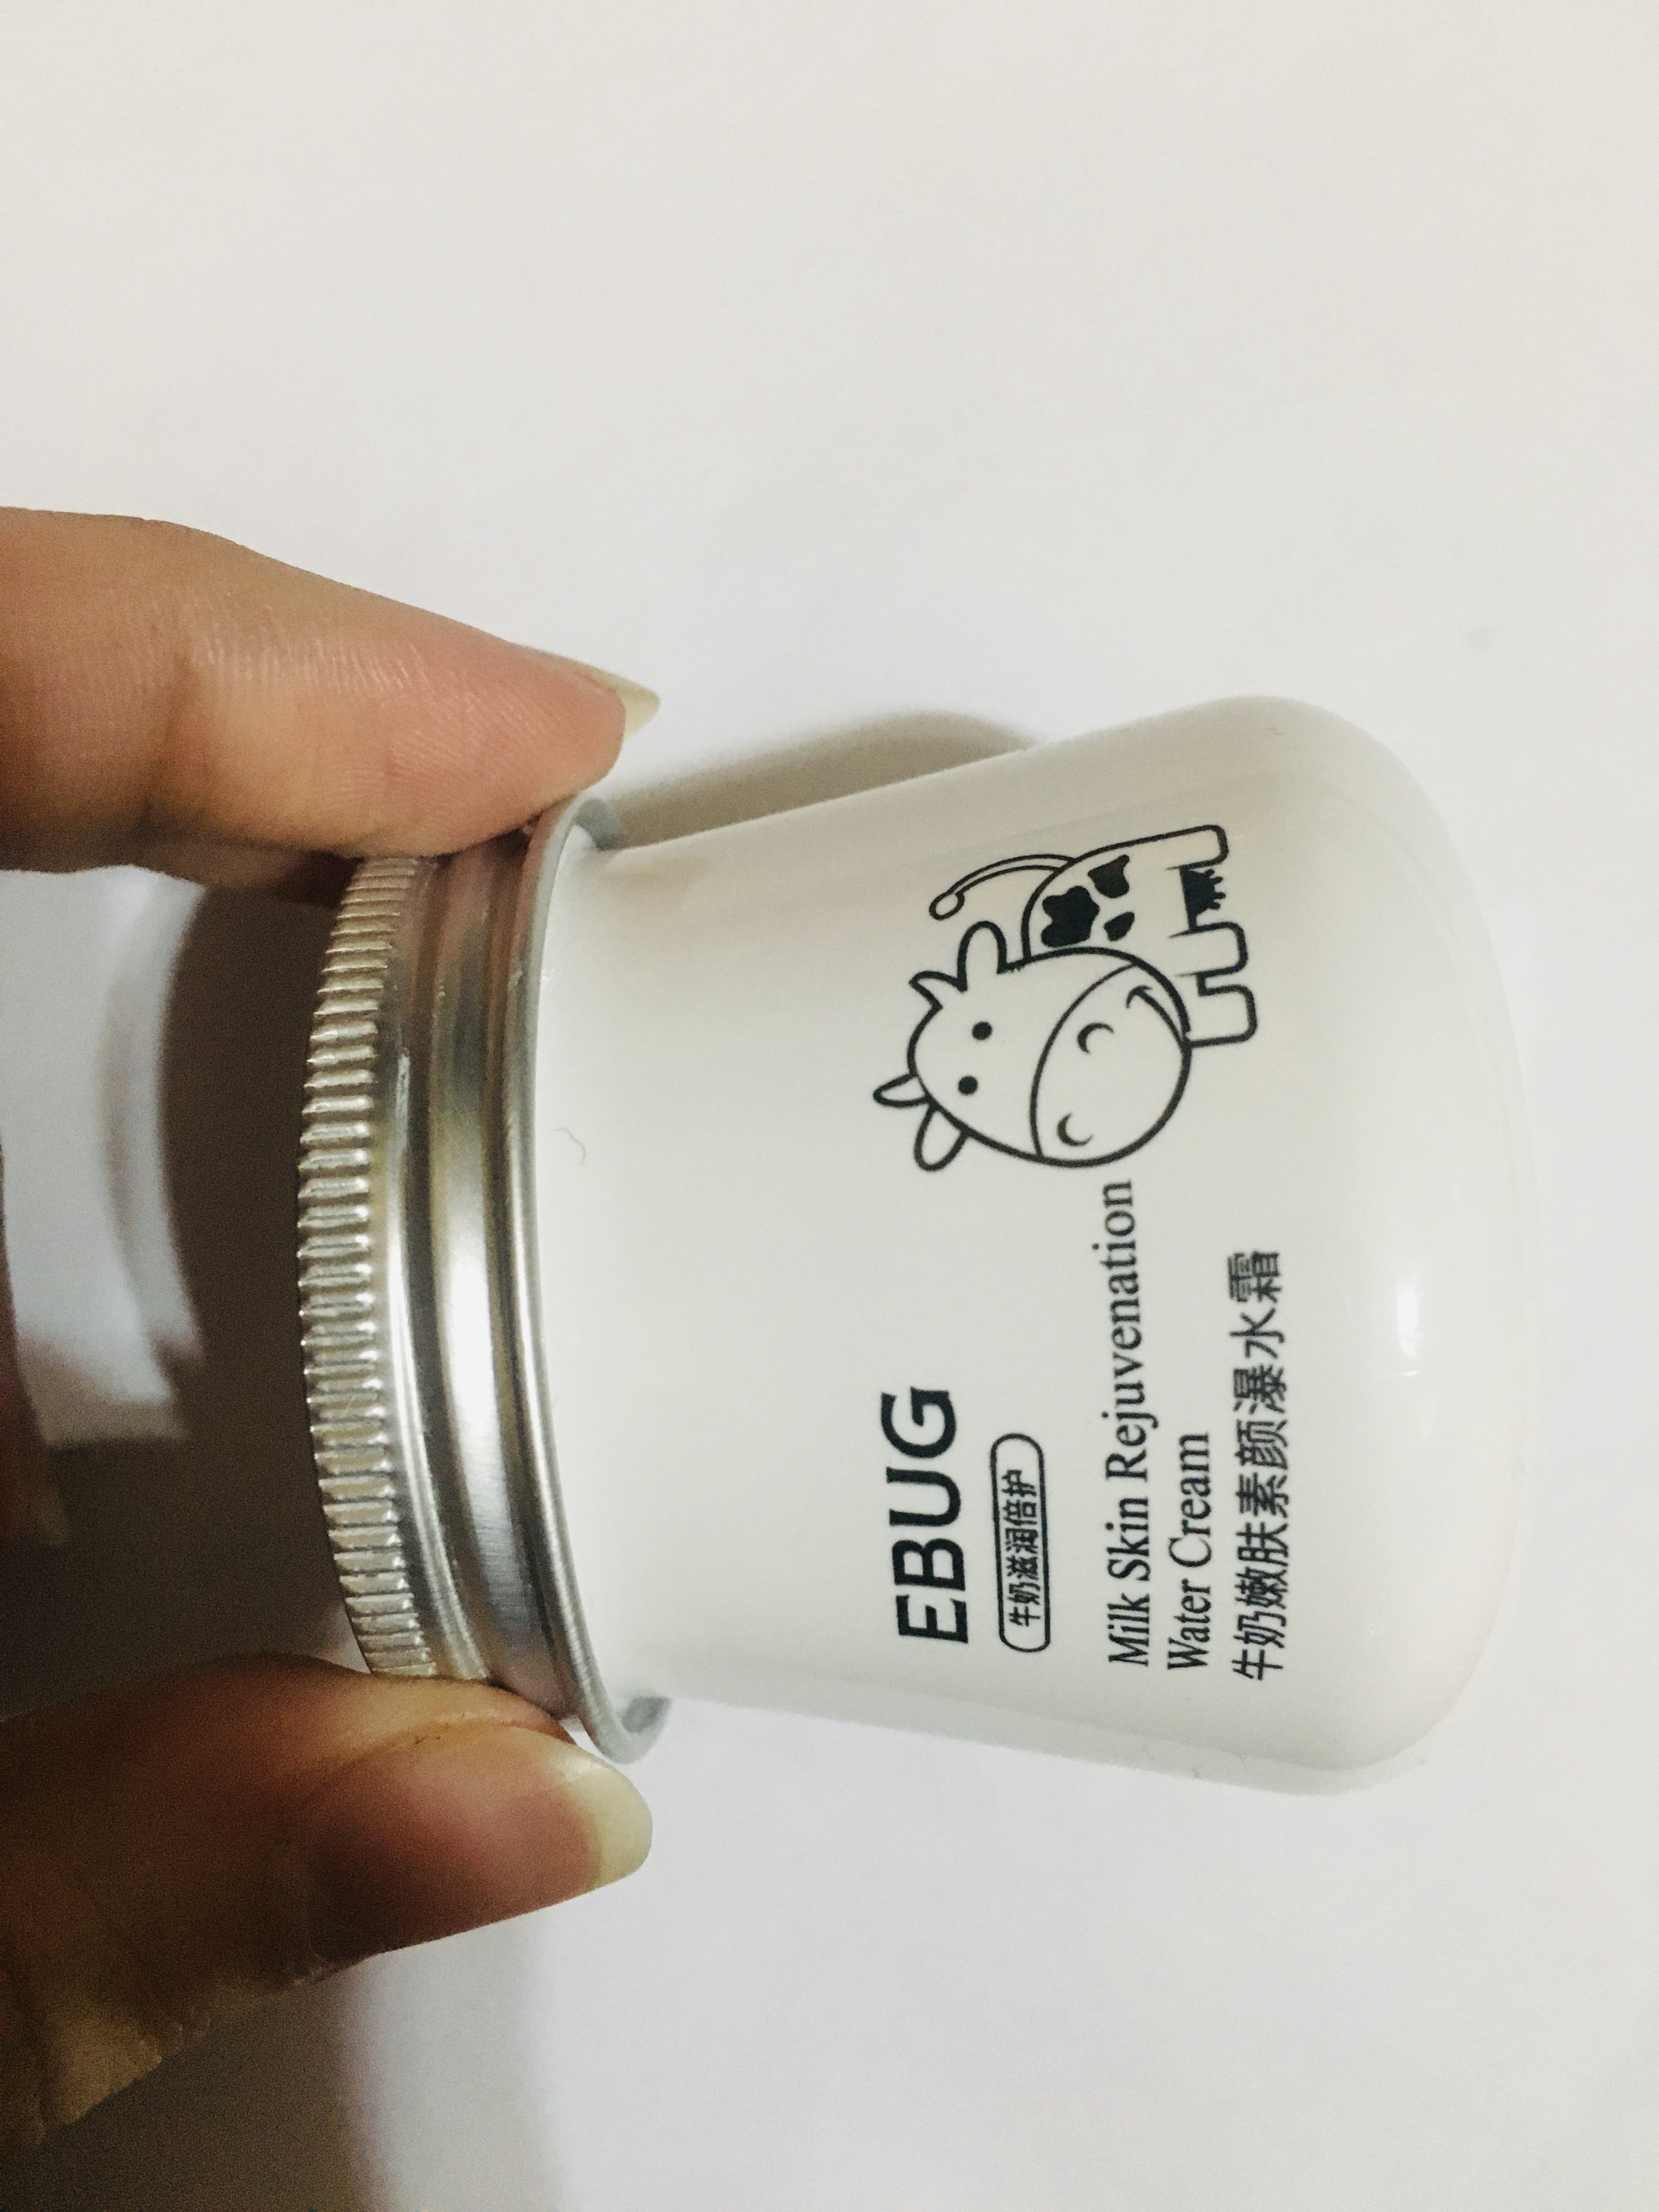 EBUG
牛奶滋润倍护
Milk Skin Rejuvenation
Water Cream
牛奶嫩肤素颜瀑水霜